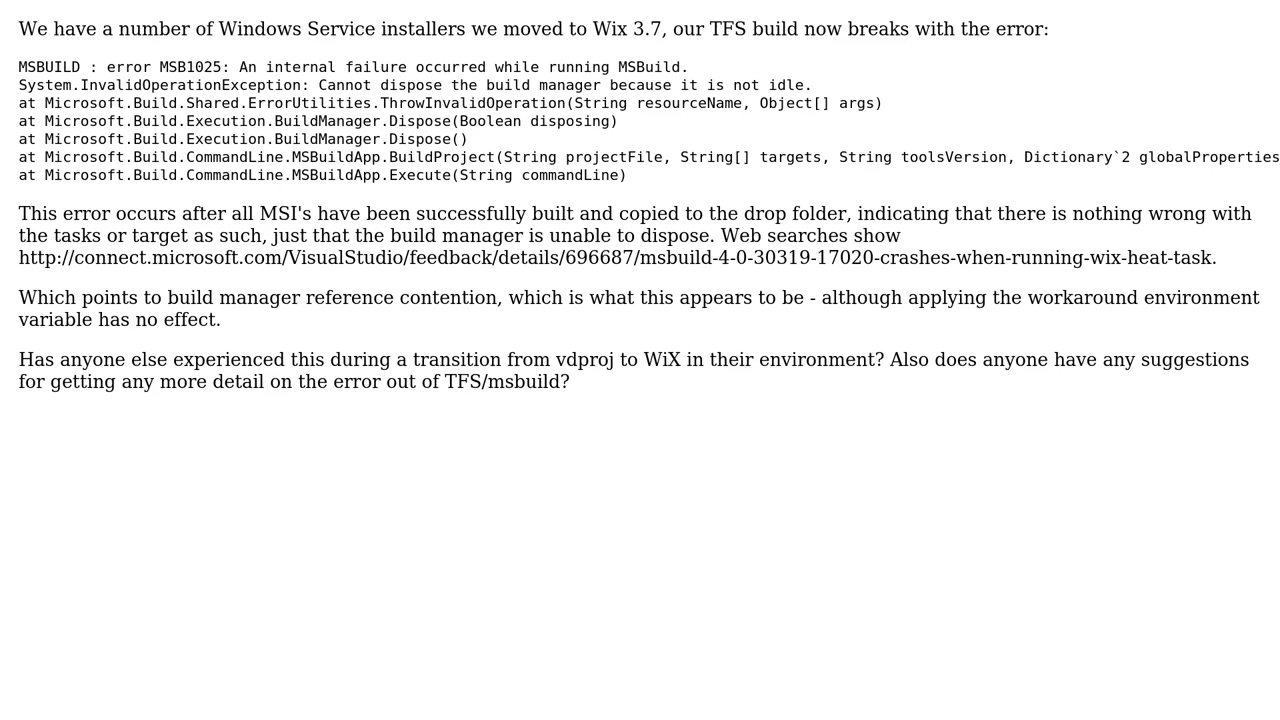 We have a number of Windows Service installers we moved to Wix 3.7, our TFS build now breaks with the error:
MSBUILD : error MSB1025: An internal failure occurred while running MSBuild.
System.InvalidOperationException: Cannot dispose the build manager because it is not idle.
at Microsoft.Build.Shared.ErrorUtilities.ThrowInvalidOperation(String resourceName, Object[] args)
at Microsoft.Build.Execution.BuildManager.Dispose(Boolean disposing)
at Microsoft.Build.Execution.BuildManager.Dispose()
at Microsoft.Build.CommandLine.MSBuildApp.BuildProject(String projectFile, String[] targets, String toolsVersion, Dictionary`2 globalProperties
at Microsoft.Build.CommandLine.MSBuildApp.Execute(String commandLine)
This error occurs after all MSI's have been successfully built and copied to the drop folder, indicating that there is nothing wrong with
the tasks or target as such, just that the build manager is unable to dispose. Web searches show
http://connect.microsoft.com/VisualStudio/feedback/details/696687/msbuild-4-0-30319-17020-crashes-when-running-wix-heat-task.
Which points to build manager reference contention, which is what this appears to be - although applying the workaround environment
variable has no effect.
Has anyone else experienced this during a transition from vdproj to WiX in their environment? Also does anyone have any suggestions
for getting any more detail on the error out of TFS/msbuild?